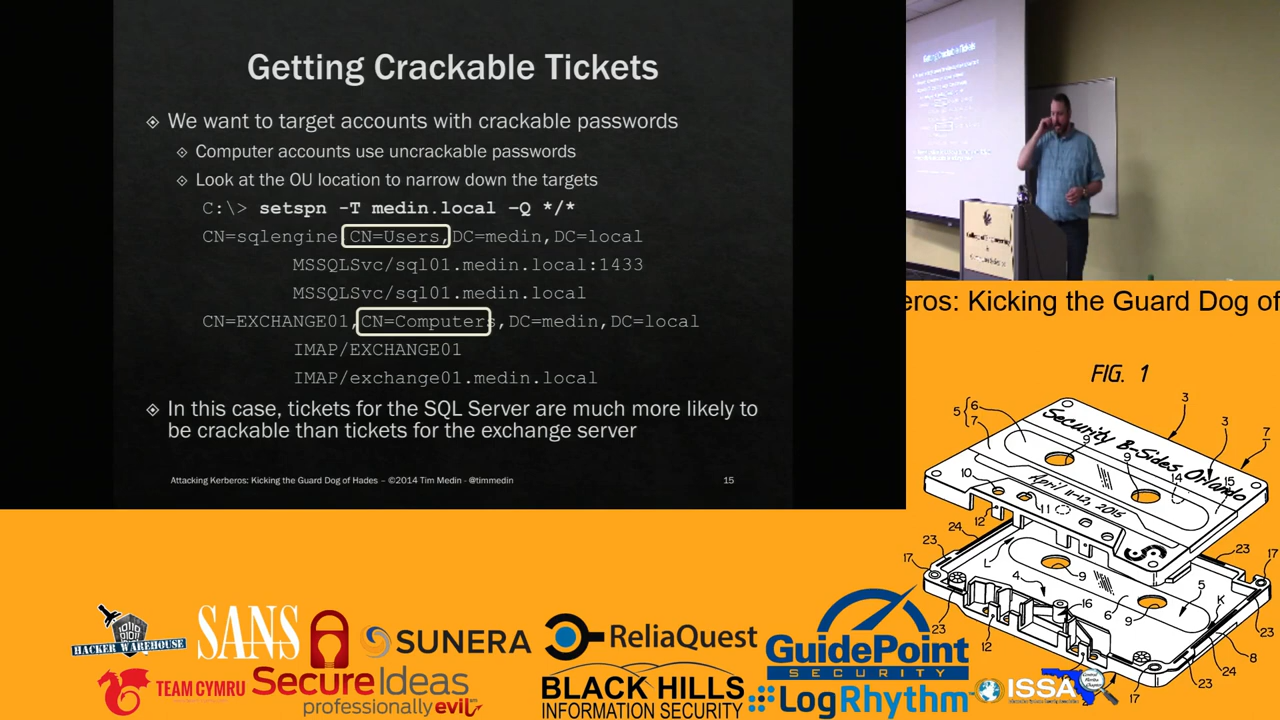 Getting Crackable Tickets
We want to target accounts with crackable passwords
Computer accounts use uncrackable passwords
Look at the OU location to narrow down the targets
C:\> setspn –T medin.local –Q */*
CN=sqlengine,CN=Users,DC=medin,DC=local
MSSQLSvc/sql01.medin.local:1433
MSSQLSvc/sql01.medin.local
CN=EXCHANGE01,CN=Computers,DC=medin,DC=local
IMAP/EXCHANGE01
IMAP/exchange01.medin.local
In this case, tickets for the SQL Server are much more likely to
be crackable than tickets for the exchange server
Attacking Kerberos: Kicking the Guard Dog of Hades – ©2014 Tim Medin - @timmedin
15
eros: Kicking the Guard Dog of
FIG. 1
Security B-Sides Orlando
April 11-12, 2015
HACKER WAREHOUSE
SANS
TEAM CYMRU
SecureIdeas
professionallyevil
SUNERA
ReliaQuest
BLACK HILLS
INFORMATION SECURITY
GuidePoint
SECURITY
LogRhythm
ISSA